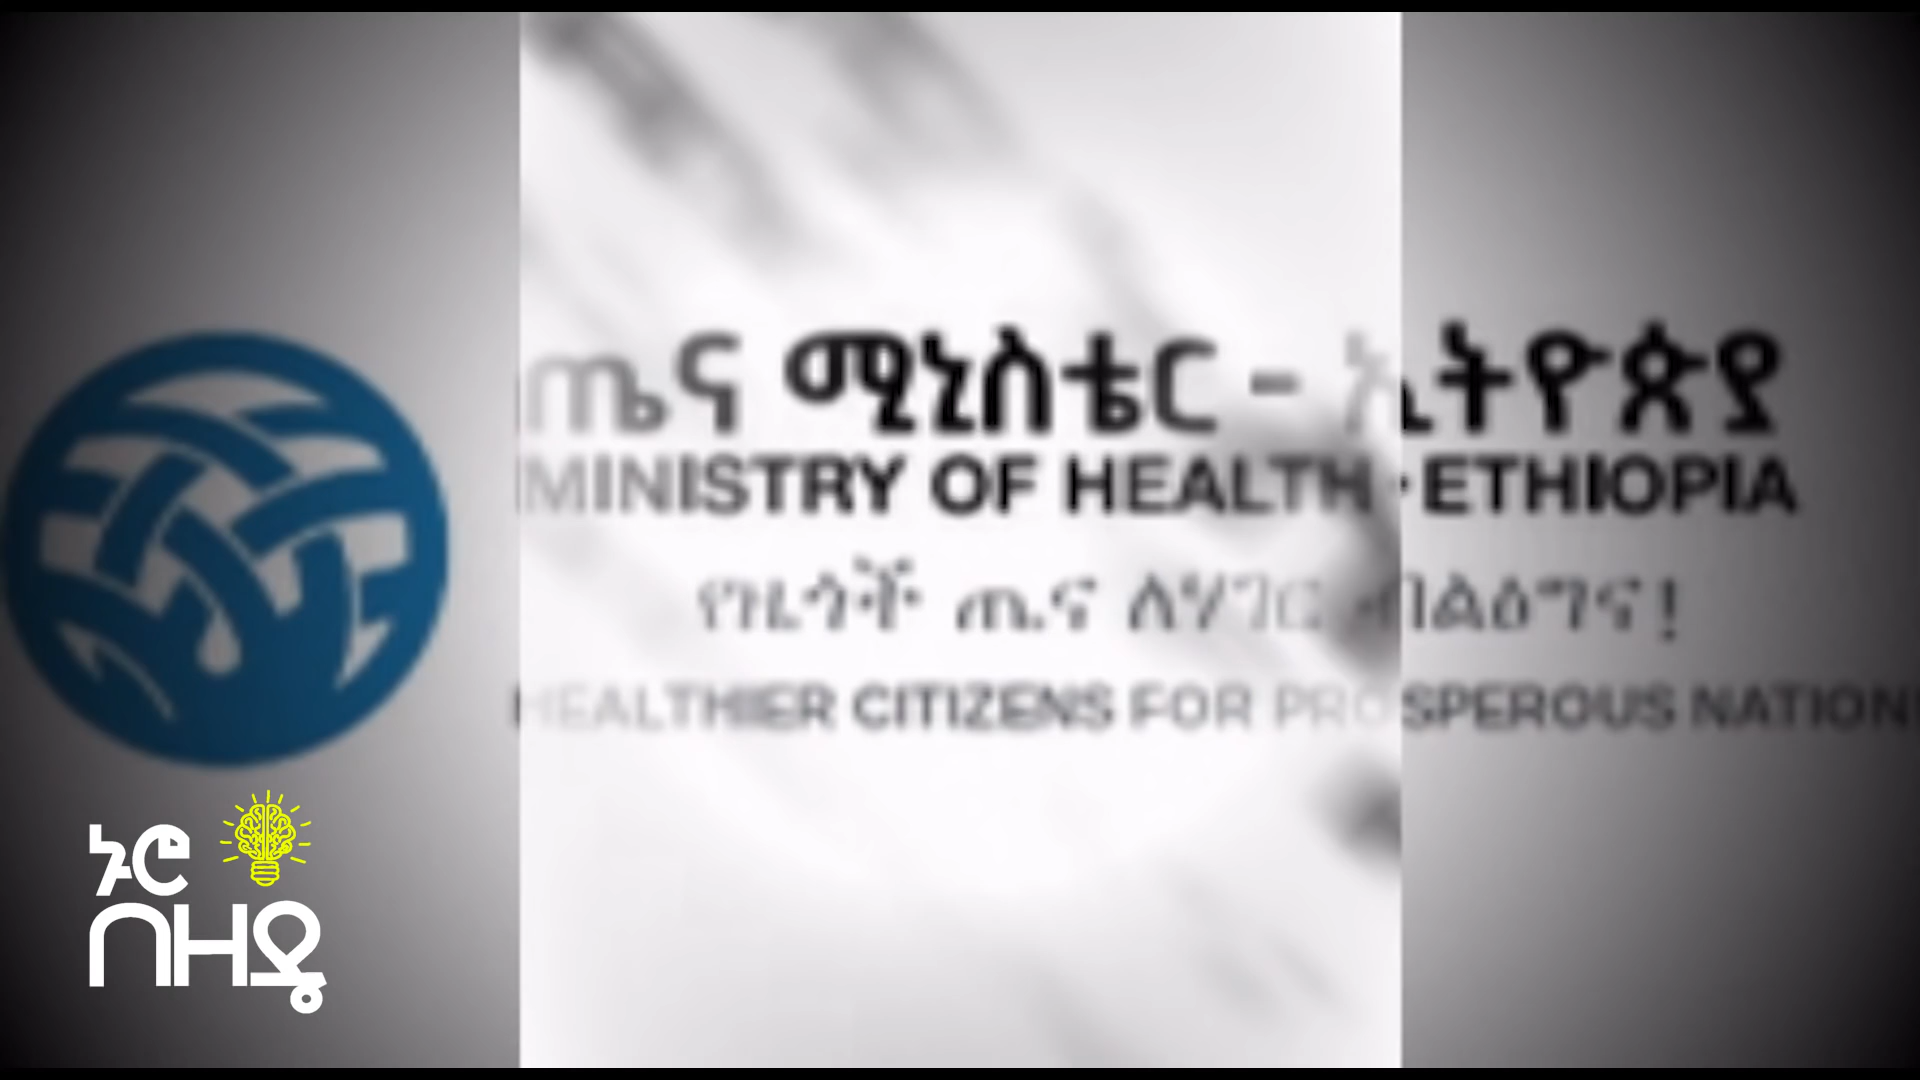 ጤና ሚኒስቴር - ኢትዮጵያ
MINISTRY OF HEALTH · ETHIOPIA
የዜጎች ጤና ለሃገር ብልፅግና!
HEALTHIER CITIZENS FOR PROSPEROUS NATION
ኑሮ
በዘዴ